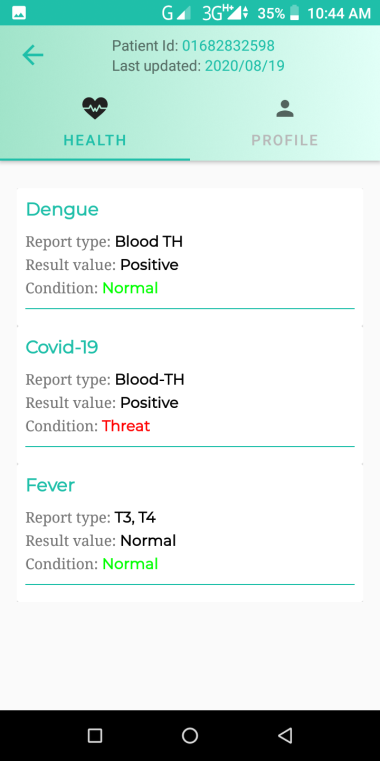 G 3G H+ 35% 10:44 AM
Patient Id: 01682832598
Last updated: 2020/08/19
HEALTH PROFILE
Dengue
Report type: Blood TH
Result value: Positive
Condition: Normal
Covid-19
Report type: Blood-TH
Result value: Positive
Condition: Threat
Fever
Report type: T3, T4
Result value: Normal
Condition: Normal